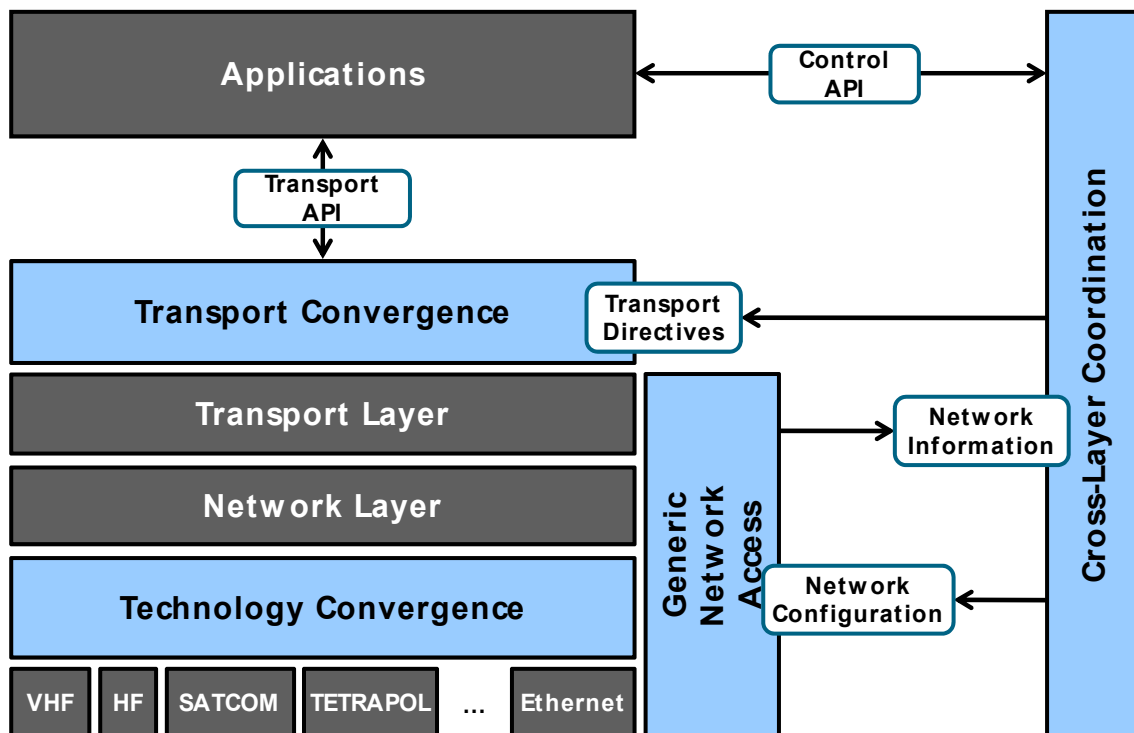 Applications
Control
API
Transport
API
Transport Convergence
Transport
Directives
Transport Layer
Network
Information
Network Layer
Generic
Network
Access
Technology Convergence
Network
Configuration
VHF
HF
SATCOM
TETRAPOL
...
Ethernet
Cross-Layer Coordination